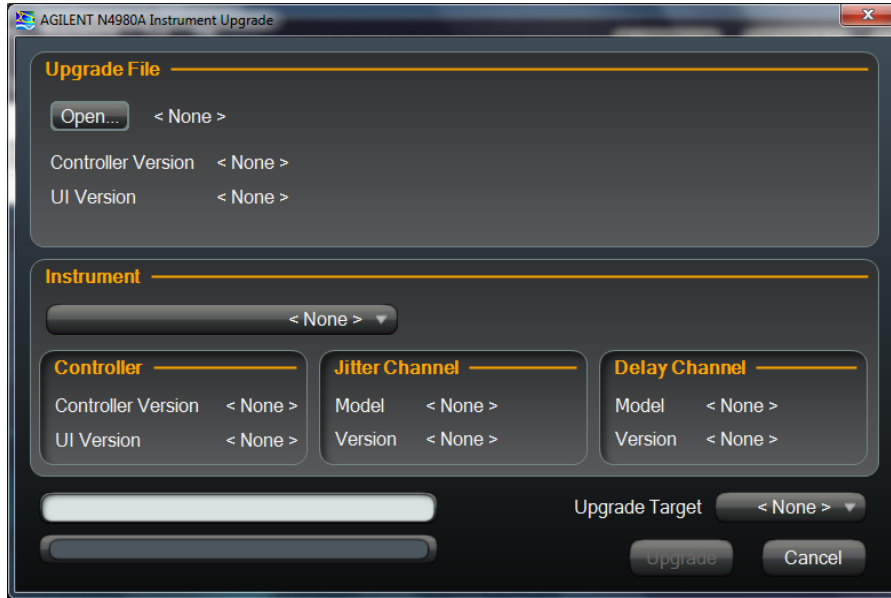 AGILENT N4980A Instrument Upgrade
x
Upgrade File
Open... < None >
Controller Version < None >
UI Version < None >
Instrument
< None >
Controller
Controller Version < None >
UI Version < None >
Jitter Channel
Model < None >
Version < None >
Delay Channel
Model < None >
Version < None >
Upgrade Target < None >
Upgrade Cancel